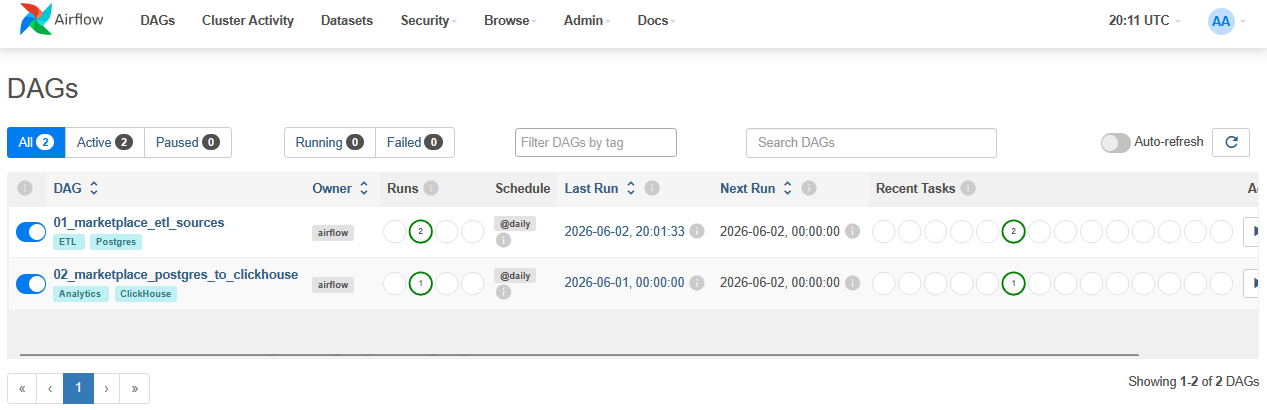 Airflow DAGs Cluster Activity Datasets Security Browse Admin Docs 20:11 UTC AA
DAGs
All 2 Active 2 Paused 0 Running 0 Failed 0 Filter DAGs by tag Search DAGs Auto-refresh
i DAG Owner Runs i Schedule Last Run i Next Run i Recent Tasks i
01_marketplace_etl_sources
ETL Postgres
airflow 2 @daily i 2026-06-02, 20:01:33 i 2026-06-02, 00:00:00 i 2
02_marketplace_postgres_to_clickhouse
Analytics ClickHouse
airflow 1 @daily i 2026-06-01, 00:00:00 i 2026-06-02, 00:00:00 i 1
« ‹ 1 › »
Showing 1-2 of 2 DAGs